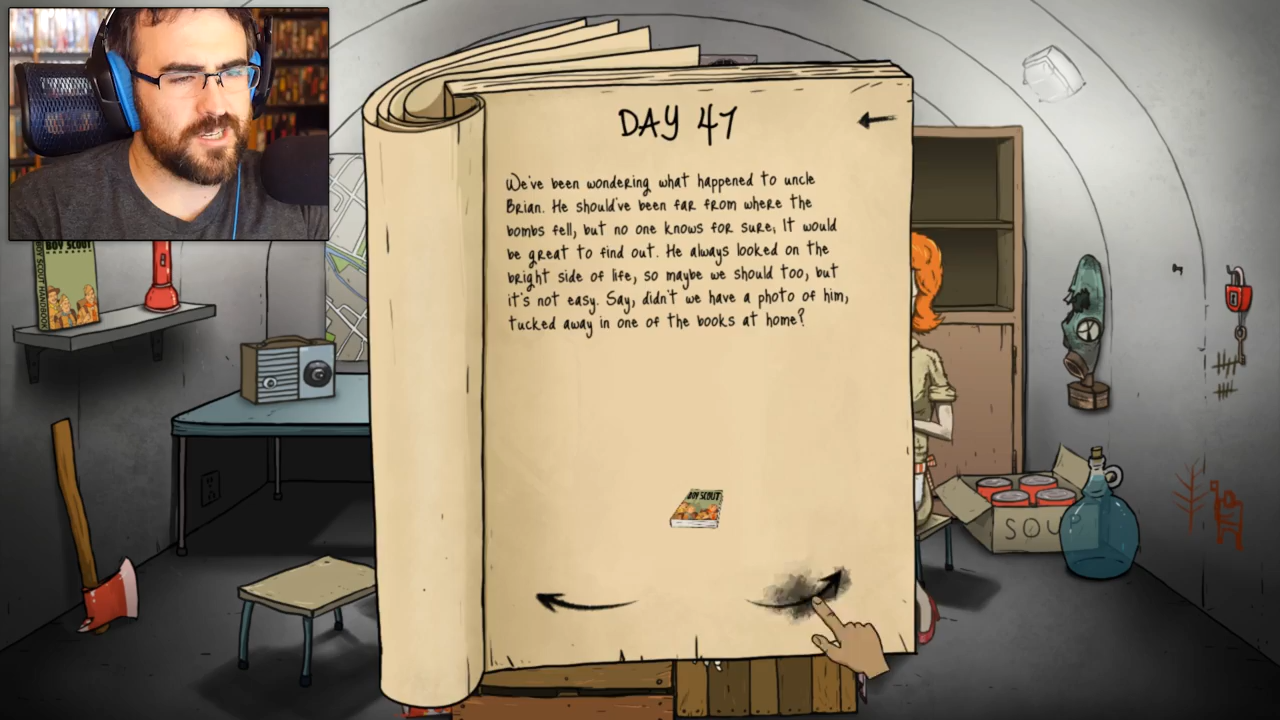 DAY 47
We've been wondering what happened to uncle
Brian. He should've been far from where the
bombs fell, but no one knows for sure, It would
be great to find out. He always looked on the
bright side of life, so maybe we should too, but
it's not easy. Say, didn't we have a photo of him,
tucked away in one of the books at home?
BOY SCOUT
BOY SCOUT HANDBOOK
BOY SCOUT
SOUP